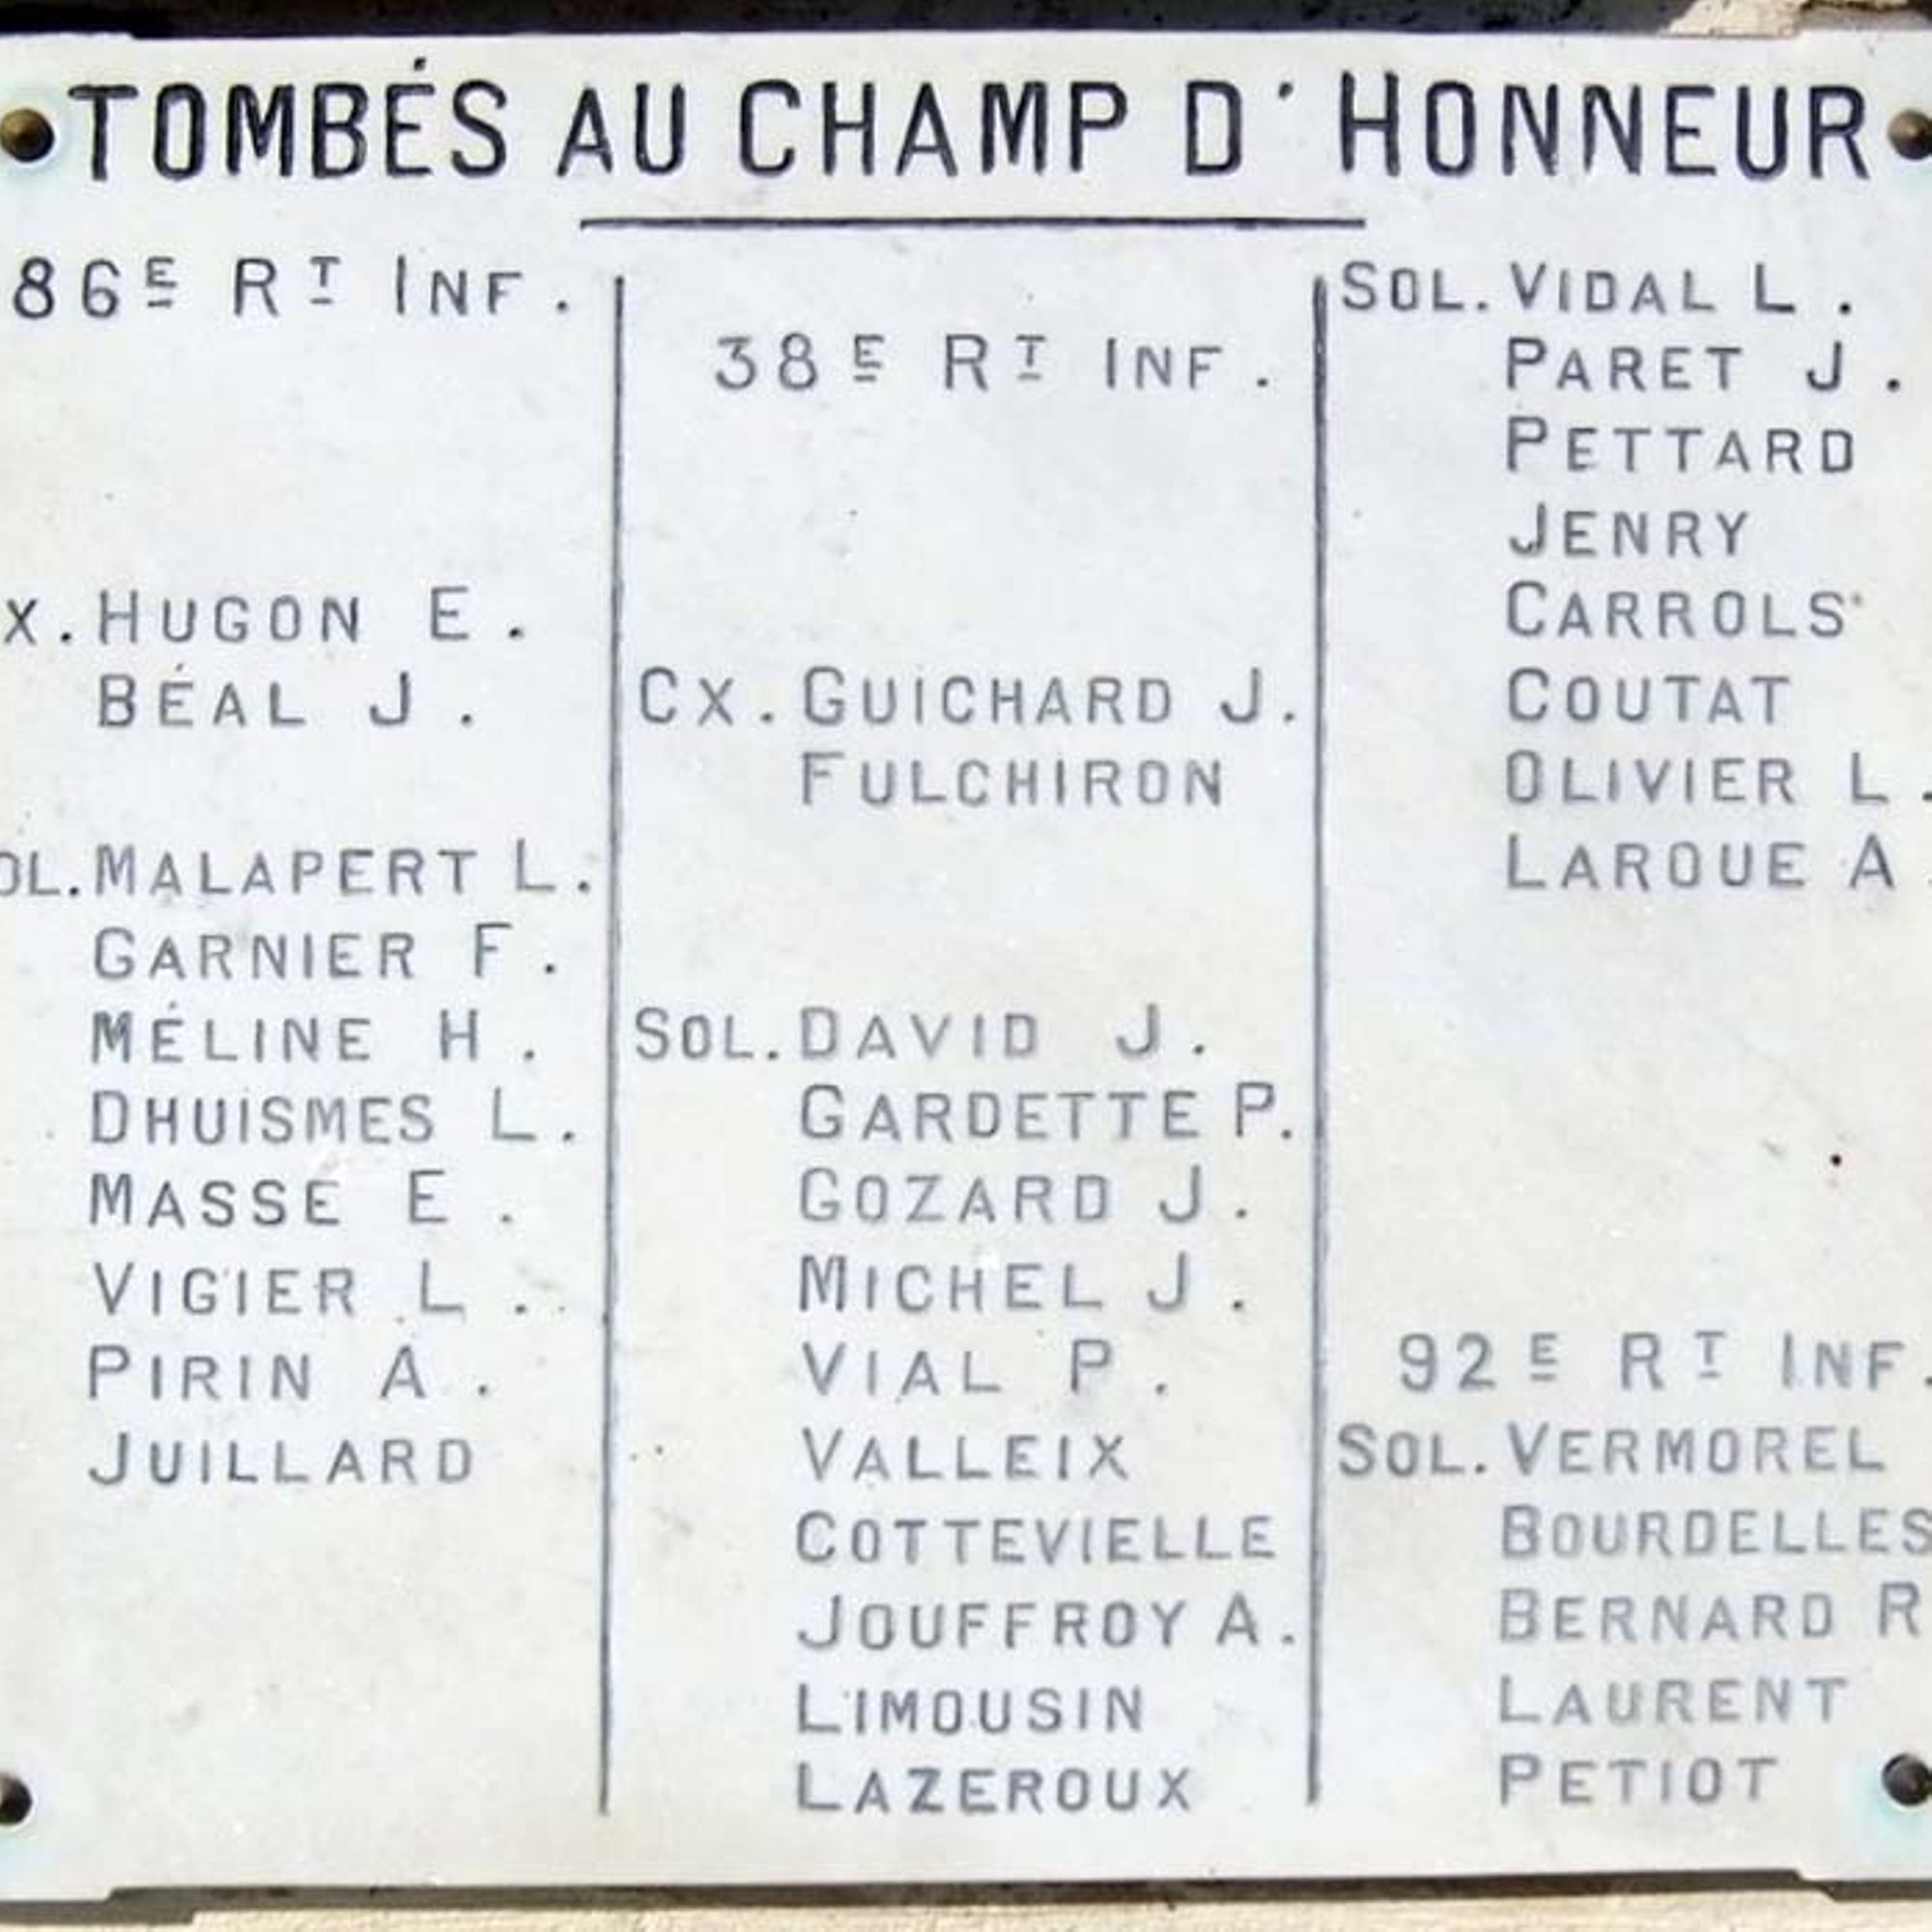 TOMBÉS AU CHAMP D'HONNEUR
86E RT INF.
X. HUGON E.
BÉAL J.
OL. MALAPERT L.
GARNIER F.
MÉLINE H.
DHUISMES L.
MASSE E.
VIGIER L.
PIRIN A.
JUILLARD
38E RT INF.
CX. GUICHARD J.
FULCHIRON
SOL. DAVID J.
GARDETTE P.
GOZARD J.
MICHEL J.
VIAL P.
VALLEIX
COTTEVIELLE
JOUFFROY A.
LIMOUSIN
LAZEROUX
SOL. VIDAL L.
PARET J.
PETTARD
JENRY
CARROLS
COUTAT
OLIVIER L.
LAROUE A.
92E RT INF.
SOL. VERMOREL
BOURDELLES
BERNARD R
LAURENT
PETIOT